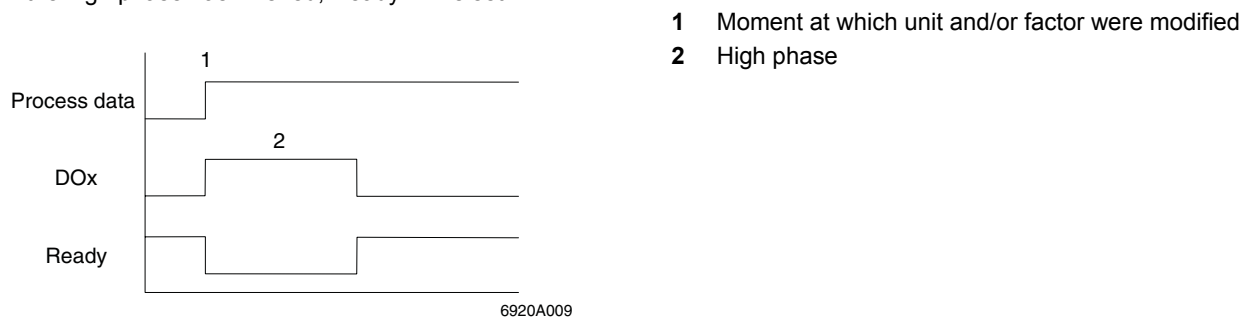 1 Moment at which unit and/or factor were modified
2 High phase
1
Process data
2
DOx
Ready
6920A009